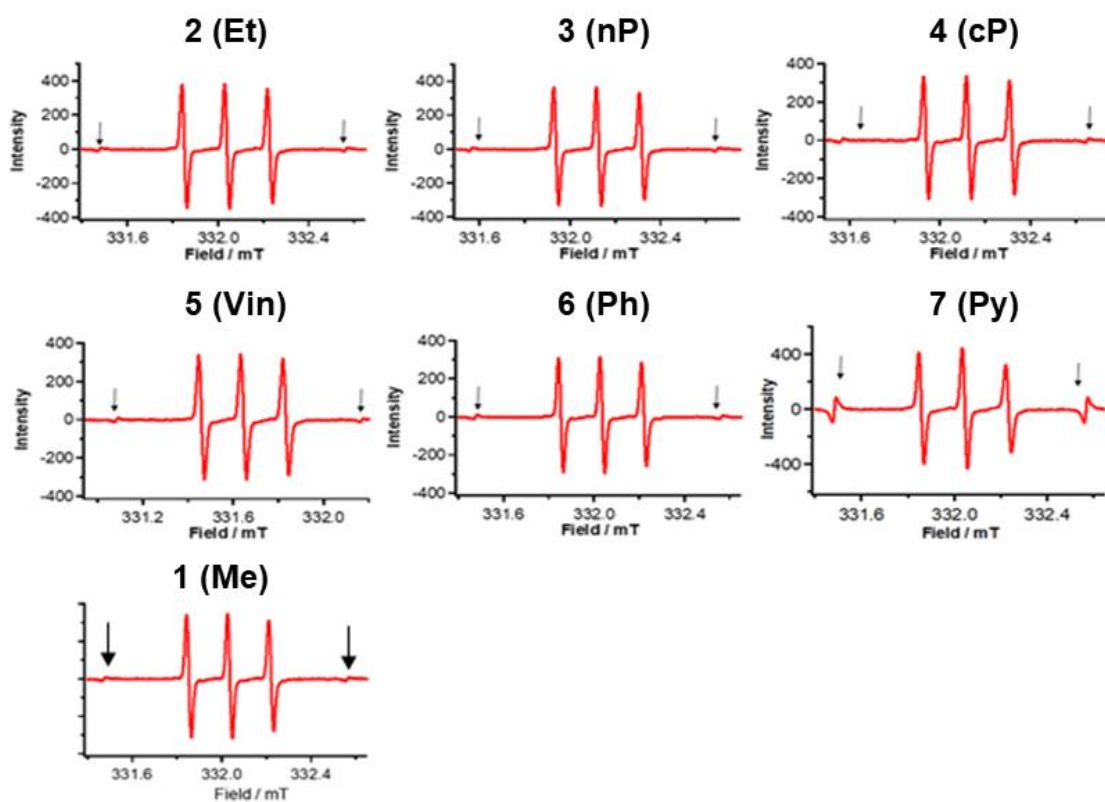 2 (Et)
3 (nP)
4 (cP)
400
200
0
-200
-400
Intensity
331.6
332.0
332.4
Field / mT
400
200
0
-200
-400
Intensity
331.6
332.0
332.4
Field / mT
400
200
0
-200
-400
Intensity
331.6
332.0
332.4
Field / mT
5 (Vin)
6 (Ph)
7 (Py)
400
200
0
-200
-400
Intensity
331.2
331.6
332.0
Field / mT
400
200
0
-200
-400
Intensity
331.6
332.0
332.4
Field / mT
400
0
-400
Intensity
331.6
332.0
332.4
Field / mT
1 (Me)
331.6
332.0
332.4
Field / mT